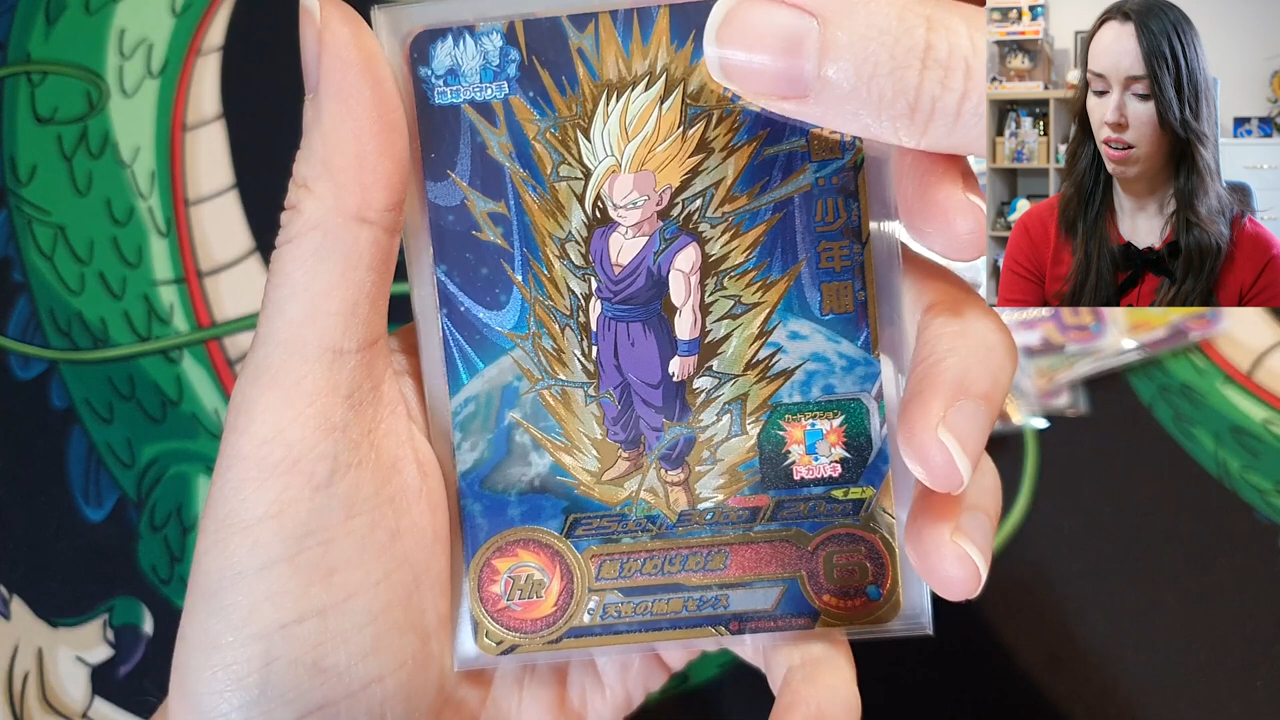 地球の守り手
飯:少年期
カードアクション
ドカバキ
2500
3000
2000
超かめはめ波
6
HR
天性の格闘センス